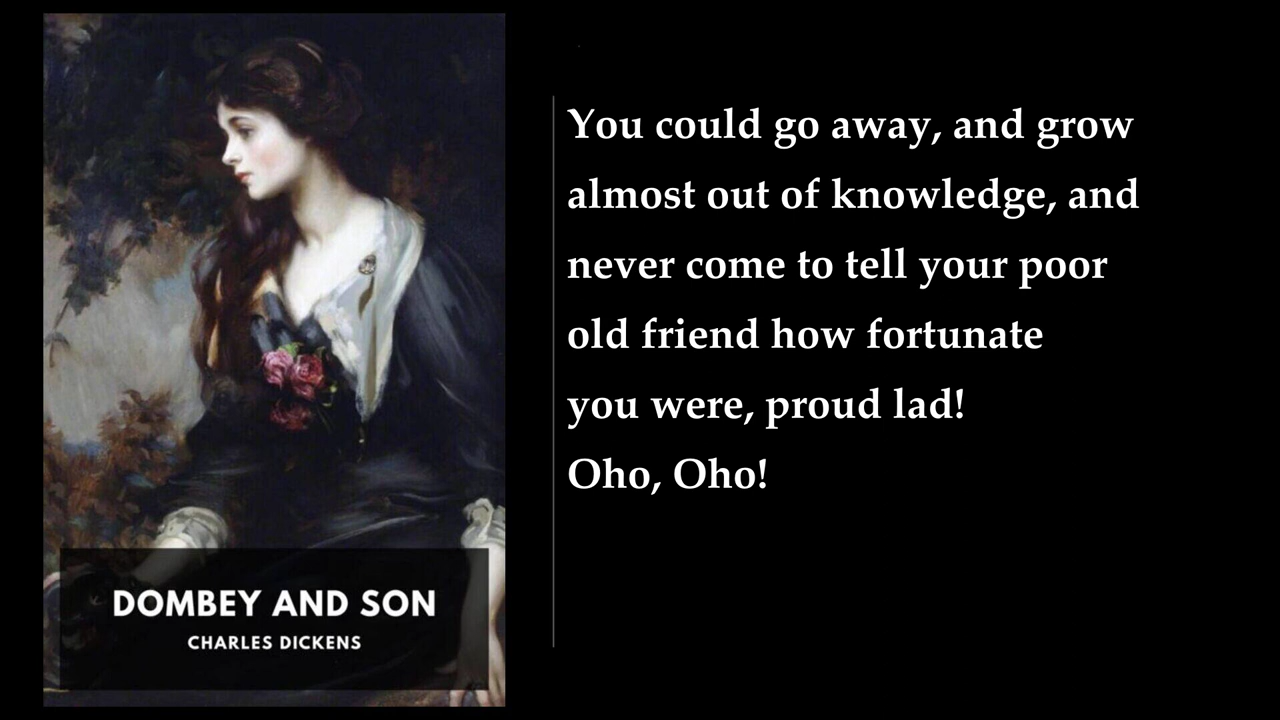 You could go away, and grow
almost out of knowledge, and
never come to tell your poor
old friend how fortunate
you were, proud lad!
Oho, Oho!
DOMBEY AND SON
CHARLES DICKENS